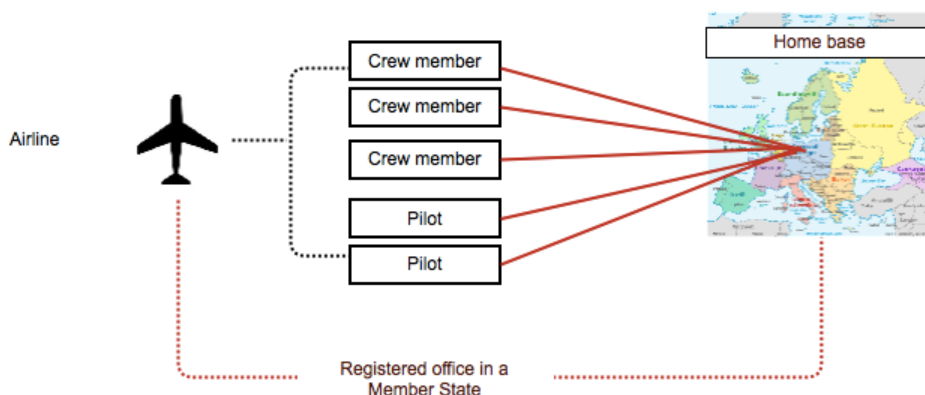 Home base
Crew member
Crew member
Airline
Crew member
Pilot
Pilot
Registered office in a
Member State